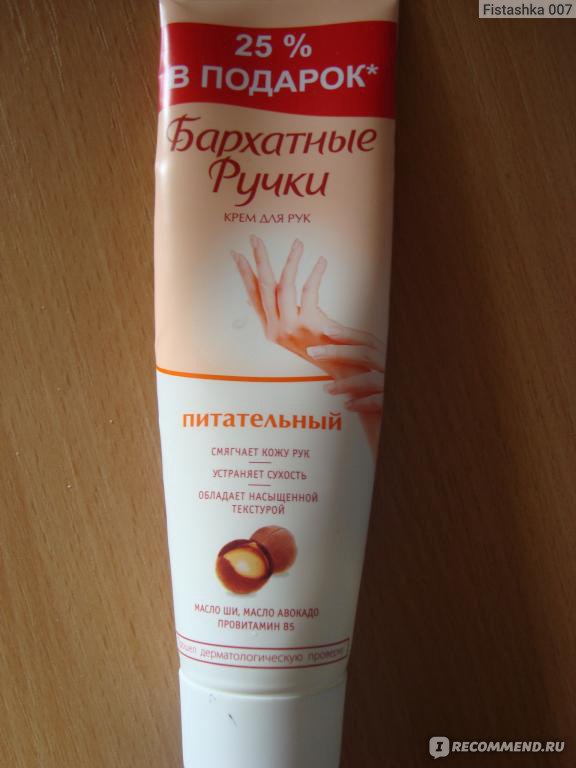 Fistashka 007
25 %
В ПОДАРОК*
Бархатные
Ручки
КРЕМ ДЛЯ РУК
питательный
СМЯГЧАЕТ КОЖУ РУК
УСТРАНЯЕТ СУХОСТЬ
ОБЛАДАЕТ НАСЫЩЕННОЙ
ТЕКСТУРОЙ
МАСЛО ШИ, МАСЛО АВОКАДО
ПРОВИТАМИН B5
дерматологическую
IRECOMMEND.RU